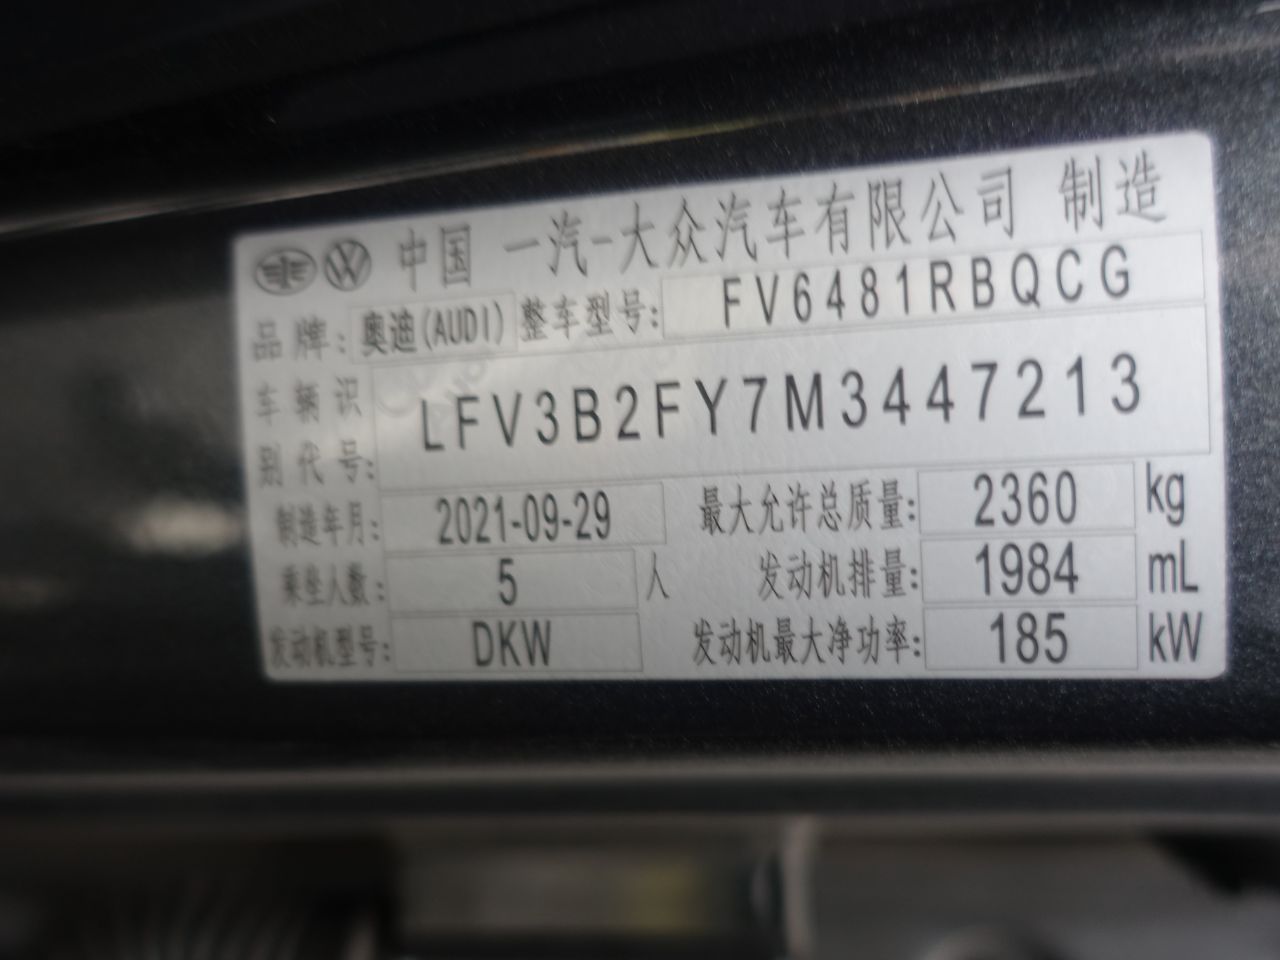 中国 一汽-大众汽车有限公司 制造
品牌: 奥迪(AUDI) 整车型号: FV6481RBQCG
车辆识别代号: LFV3B2FY7M3447213
制造年月: 2021-09-29 最大允许总质量: 2360 kg
乘坐人数: 5 人 发动机排量: 1984 mL
发动机型号: DKW 发动机最大净功率: 185 kW